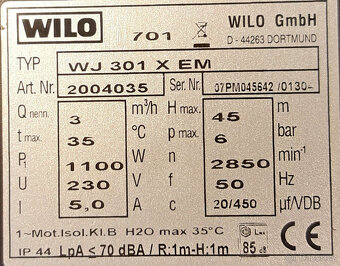 WILO 701 WILO GmbH
D - 44263 DORTMUND
TYP WJ 301 X EM
Art. Nr. 2004035 Ser. Nr. 07PM045642 /0130-
Q nenn. 3 m³/h H max. 45 m
t max. 35 °C p max. 6 bar
P₁ 1100 W n 2850 min⁻¹
U 230 V f 50 Hz
I 5,0 A c 20/450 µf/VDB
1~Mot.Isol.Kl.B H2O max 35°C
IP 44 LpA ≤ 70 dBA / R:1m-H:1m 85 dB CE